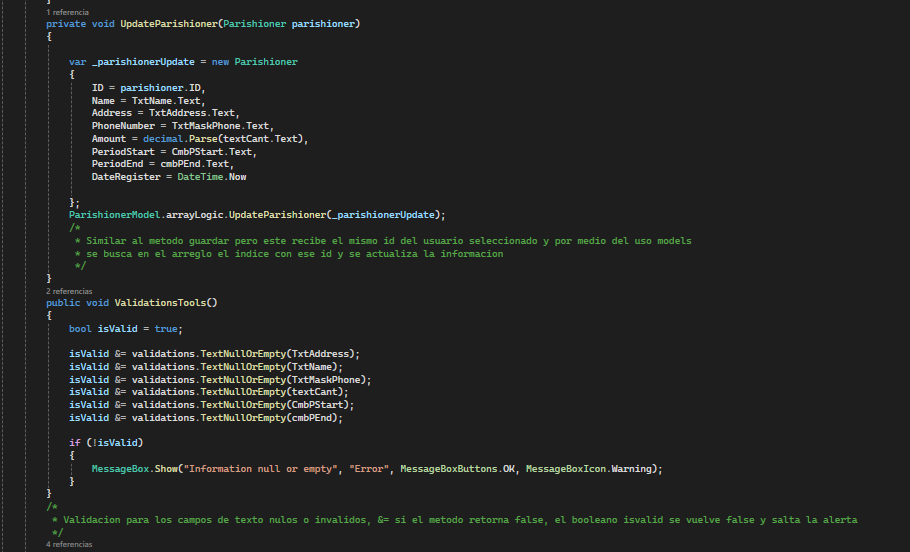 }
1 referencia
private void UpdateParishioner(Parishioner parishioner)
{
var _parishionerUpdate = new Parishioner
{
ID = parishioner.ID,
Name = TxtName.Text,
Address = TxtAddress.Text,
PhoneNumber = TxtMaskPhone.Text,
Amount = decimal.Parse(textCant.Text),
PeriodStart = CmbPStart.Text,
PeriodEnd = cmbPEnd.Text,
DateRegister = DateTime.Now
};
ParishionerModel.arrayLogic.UpdateParishioner(_parishionerUpdate);
/*
* Similar al metodo guardar pero este recibe el mismo id del usuario seleccionado y por medio del uso models
* se busca en el arreglo el indice con ese id y se actualiza la informacion
*/
}
2 referencias
public void ValidationsTools()
{
bool isValid = true;
isValid &= validations.TextNullOrEmpty(TxtAddress);
isValid &= validations.TextNullOrEmpty(TxtName);
isValid &= validations.TextNullOrEmpty(TxtMaskPhone);
isValid &= validations.TextNullOrEmpty(textCant);
isValid &= validations.TextNullOrEmpty(CmbPStart);
isValid &= validations.TextNullOrEmpty(cmbPEnd);
if (!isValid)
{
MessageBox.Show("Information null or empty", "Error", MessageBoxButtons.OK, MessageBoxIcon.Warning);
}
}
/*
* Validacion para los campos de texto nulos o invalidos, &= si el metodo retorna false, el booleano isvalid se vuelve false y salta la alerta
*/
4 referencias